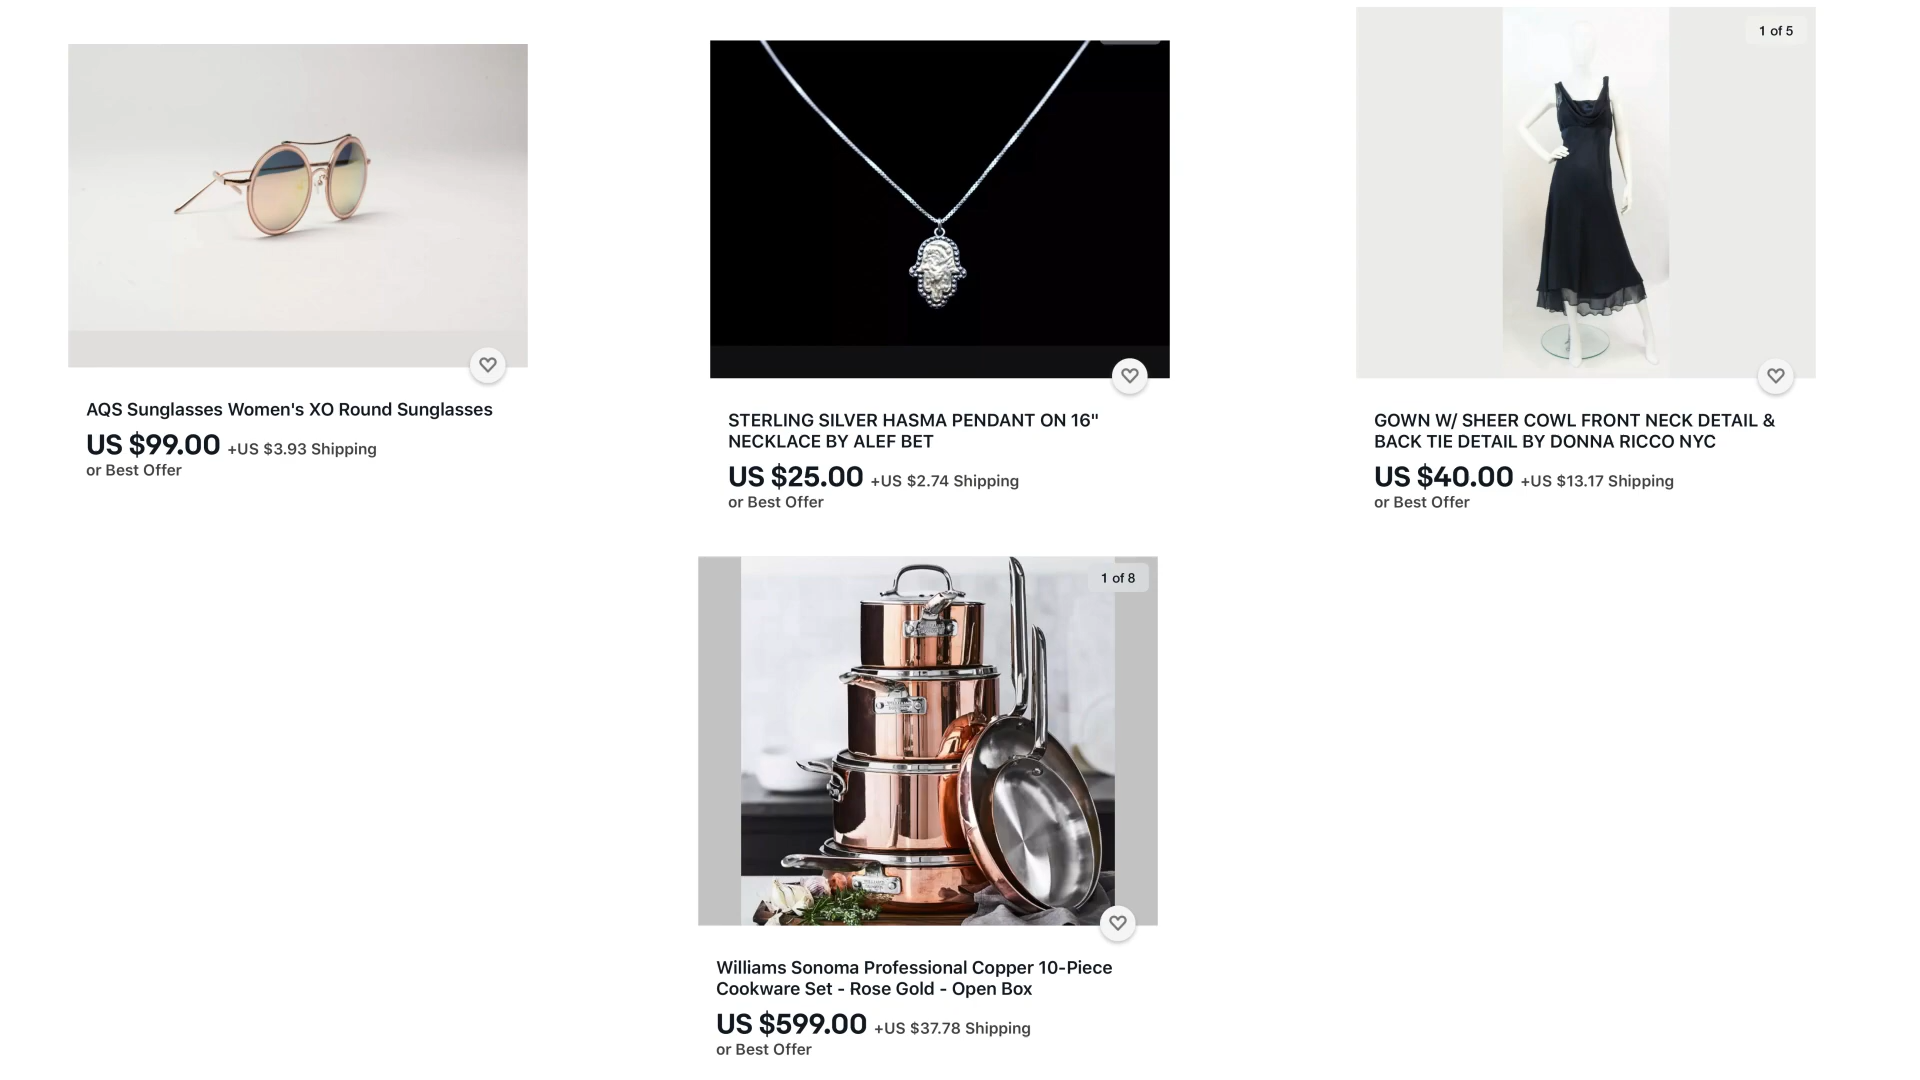 AQS Sunglasses Women's XO Round Sunglasses
US $99.00 +US $3.93 Shipping
or Best Offer
STERLING SILVER HASMA PENDANT ON 16"
NECKLACE BY ALEF BET
US $25.00 +US $2.74 Shipping
or Best Offer
1 of 5
GOWN W/ SHEER COWL FRONT NECK DETAIL &
BACK TIE DETAIL BY DONNA RICCO NYC
US $40.00 +US $13.17 Shipping
or Best Offer
1 of 8
Williams Sonoma Professional Copper 10-Piece
Cookware Set - Rose Gold - Open Box
US $599.00 +US $37.78 Shipping
or Best Offer